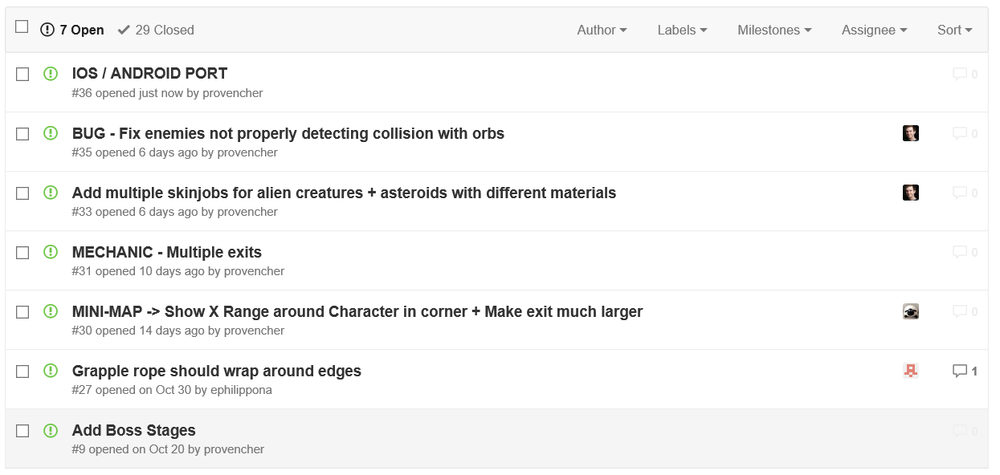 7 Open 29 Closed Author Labels Milestones Assignee Sort
IOS / ANDROID PORT 0
#36 opened just now by provencher
BUG - Fix enemies not properly detecting collision with orbs 0
#35 opened 6 days ago by provencher
Add multiple skinjobs for alien creatures + asteroids with different materials 0
#33 opened 6 days ago by provencher
MECHANIC - Multiple exits 0
#31 opened 10 days ago by provencher
MINI-MAP -> Show X Range around Character in corner + Make exit much larger 0
#30 opened 14 days ago by provencher
Grapple rope should wrap around edges 1
#27 opened on Oct 30 by ephilippona
Add Boss Stages 0
#9 opened on Oct 20 by provencher